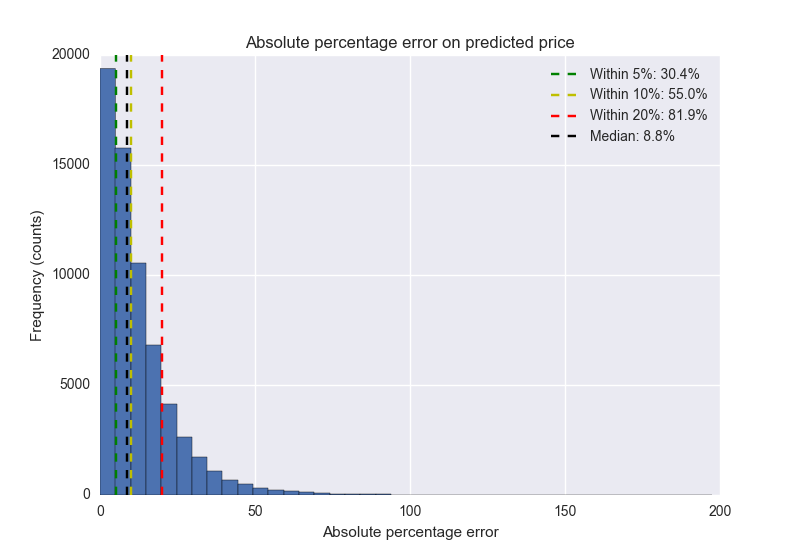 Absolute percentage error on predicted price
20000
15000
10000
5000
0
Frequency (counts)
Within 5%: 30.4%
Within 10%: 55.0%
Within 20%: 81.9%
Median: 8.8%
0 50 100 150 200
Absolute percentage error